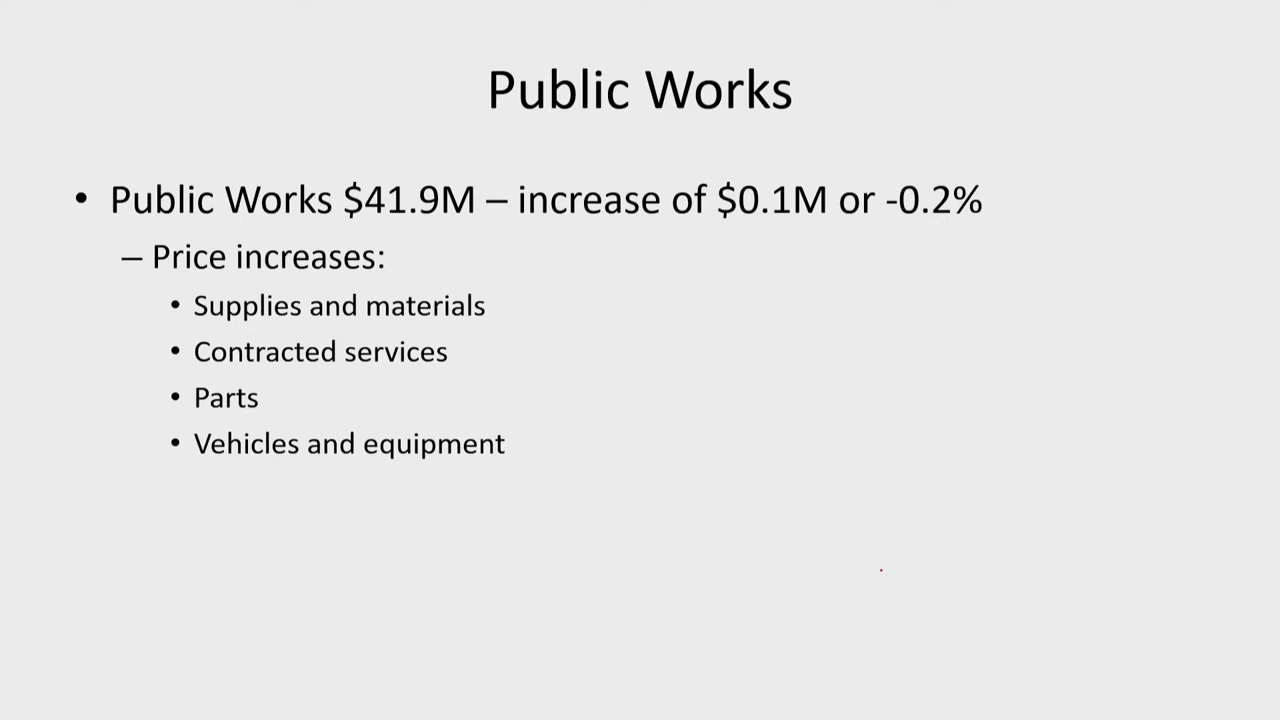 Public Works
• Public Works $41.9M – increase of $0.1M or -0.2%
– Price increases:
• Supplies and materials
• Contracted services
• Parts
• Vehicles and equipment